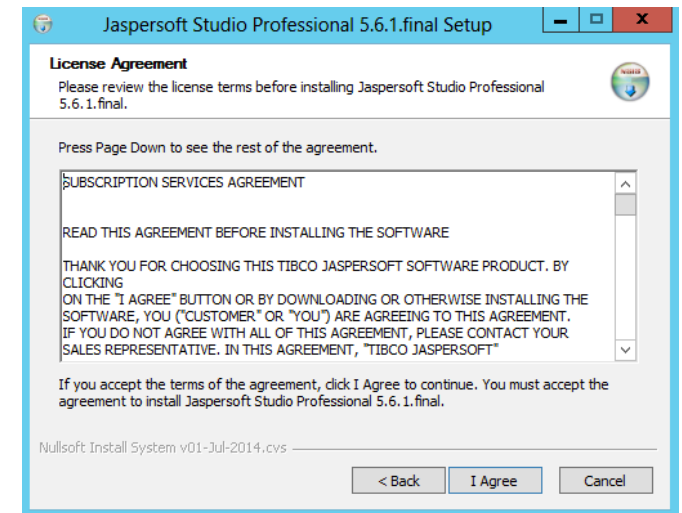 Jaspersoft Studio Professional 5.6.1.final Setup
License Agreement
Please review the license terms before installing Jaspersoft Studio Professional
5.6.1.final.
Press Page Down to see the rest of the agreement.
SUBSCRIPTION SERVICES AGREEMENT
READ THIS AGREEMENT BEFORE INSTALLING THE SOFTWARE
THANK YOU FOR CHOOSING THIS TIBCO JASPERSOFT SOFTWARE PRODUCT. BY
CLICKING
ON THE "I AGREE" BUTTON OR BY DOWNLOADING OR OTHERWISE INSTALLING THE
SOFTWARE, YOU ("CUSTOMER" OR "YOU") ARE AGREEING TO THIS AGREEMENT.
IF YOU DO NOT AGREE WITH ALL OF THIS AGREEMENT, PLEASE CONTACT YOUR
SALES REPRESENTATIVE. IN THIS AGREEMENT, "TIBCO JASPERSOFT"
If you accept the terms of the agreement, click I Agree to continue. You must accept the
agreement to install Jaspersoft Studio Professional 5.6.1.final.
Nullsoft Install System v01-Jul-2014.cvs
< Back I Agree Cancel